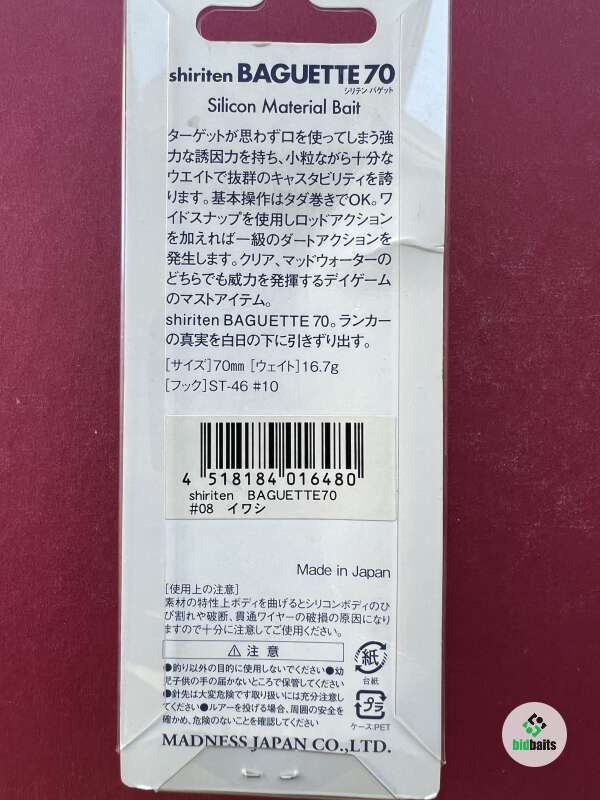 shiriten BAGUETTE 70
シリテン バゲット
Silicon Material Bait
ターゲットが思わず口を使ってしまう強
力な誘因力を持ち、小粒ながら十分な
ウエイトで抜群のキャスタビリティを誇
ります。基本操作はタダ巻きでOK。ワ
イドスナップを使用しロッドアクション
を加えれば一級のダートアクションを
発生します。クリア、マッドウォーターの
どちらでも威力を発揮するデイゲーム
のマストアイテム。
shiriten BAGUETTE 70。ランカー
の真実を白日の下に引きずり出す。
[サイズ]70㎜ [ウェイト]16.7g
[フック]ST-46 #10
4 518184 016480
shiriten BAGUETTE70
#08 イワシ
Made in Japan
[使用上の注意]
素材の特性上ボディを曲げるとシリコンボディのひ
び割れや破断、貫通ワイヤーの破損の原因になり
ますので十分に注意してご使用ください。
⚠ 注 意
●釣り以外の目的に使用しないでください●幼
児子供の手の届かないところで保管してください
●針先は大変危険です取り扱いには充分注意し
てください●ルアーを投げる場合、周囲の安全を
確かめ、危険のないことを確認してください
紙
台紙
プラ
ケース:PET
MADNESS JAPAN CO.,LTD.
bidbaits